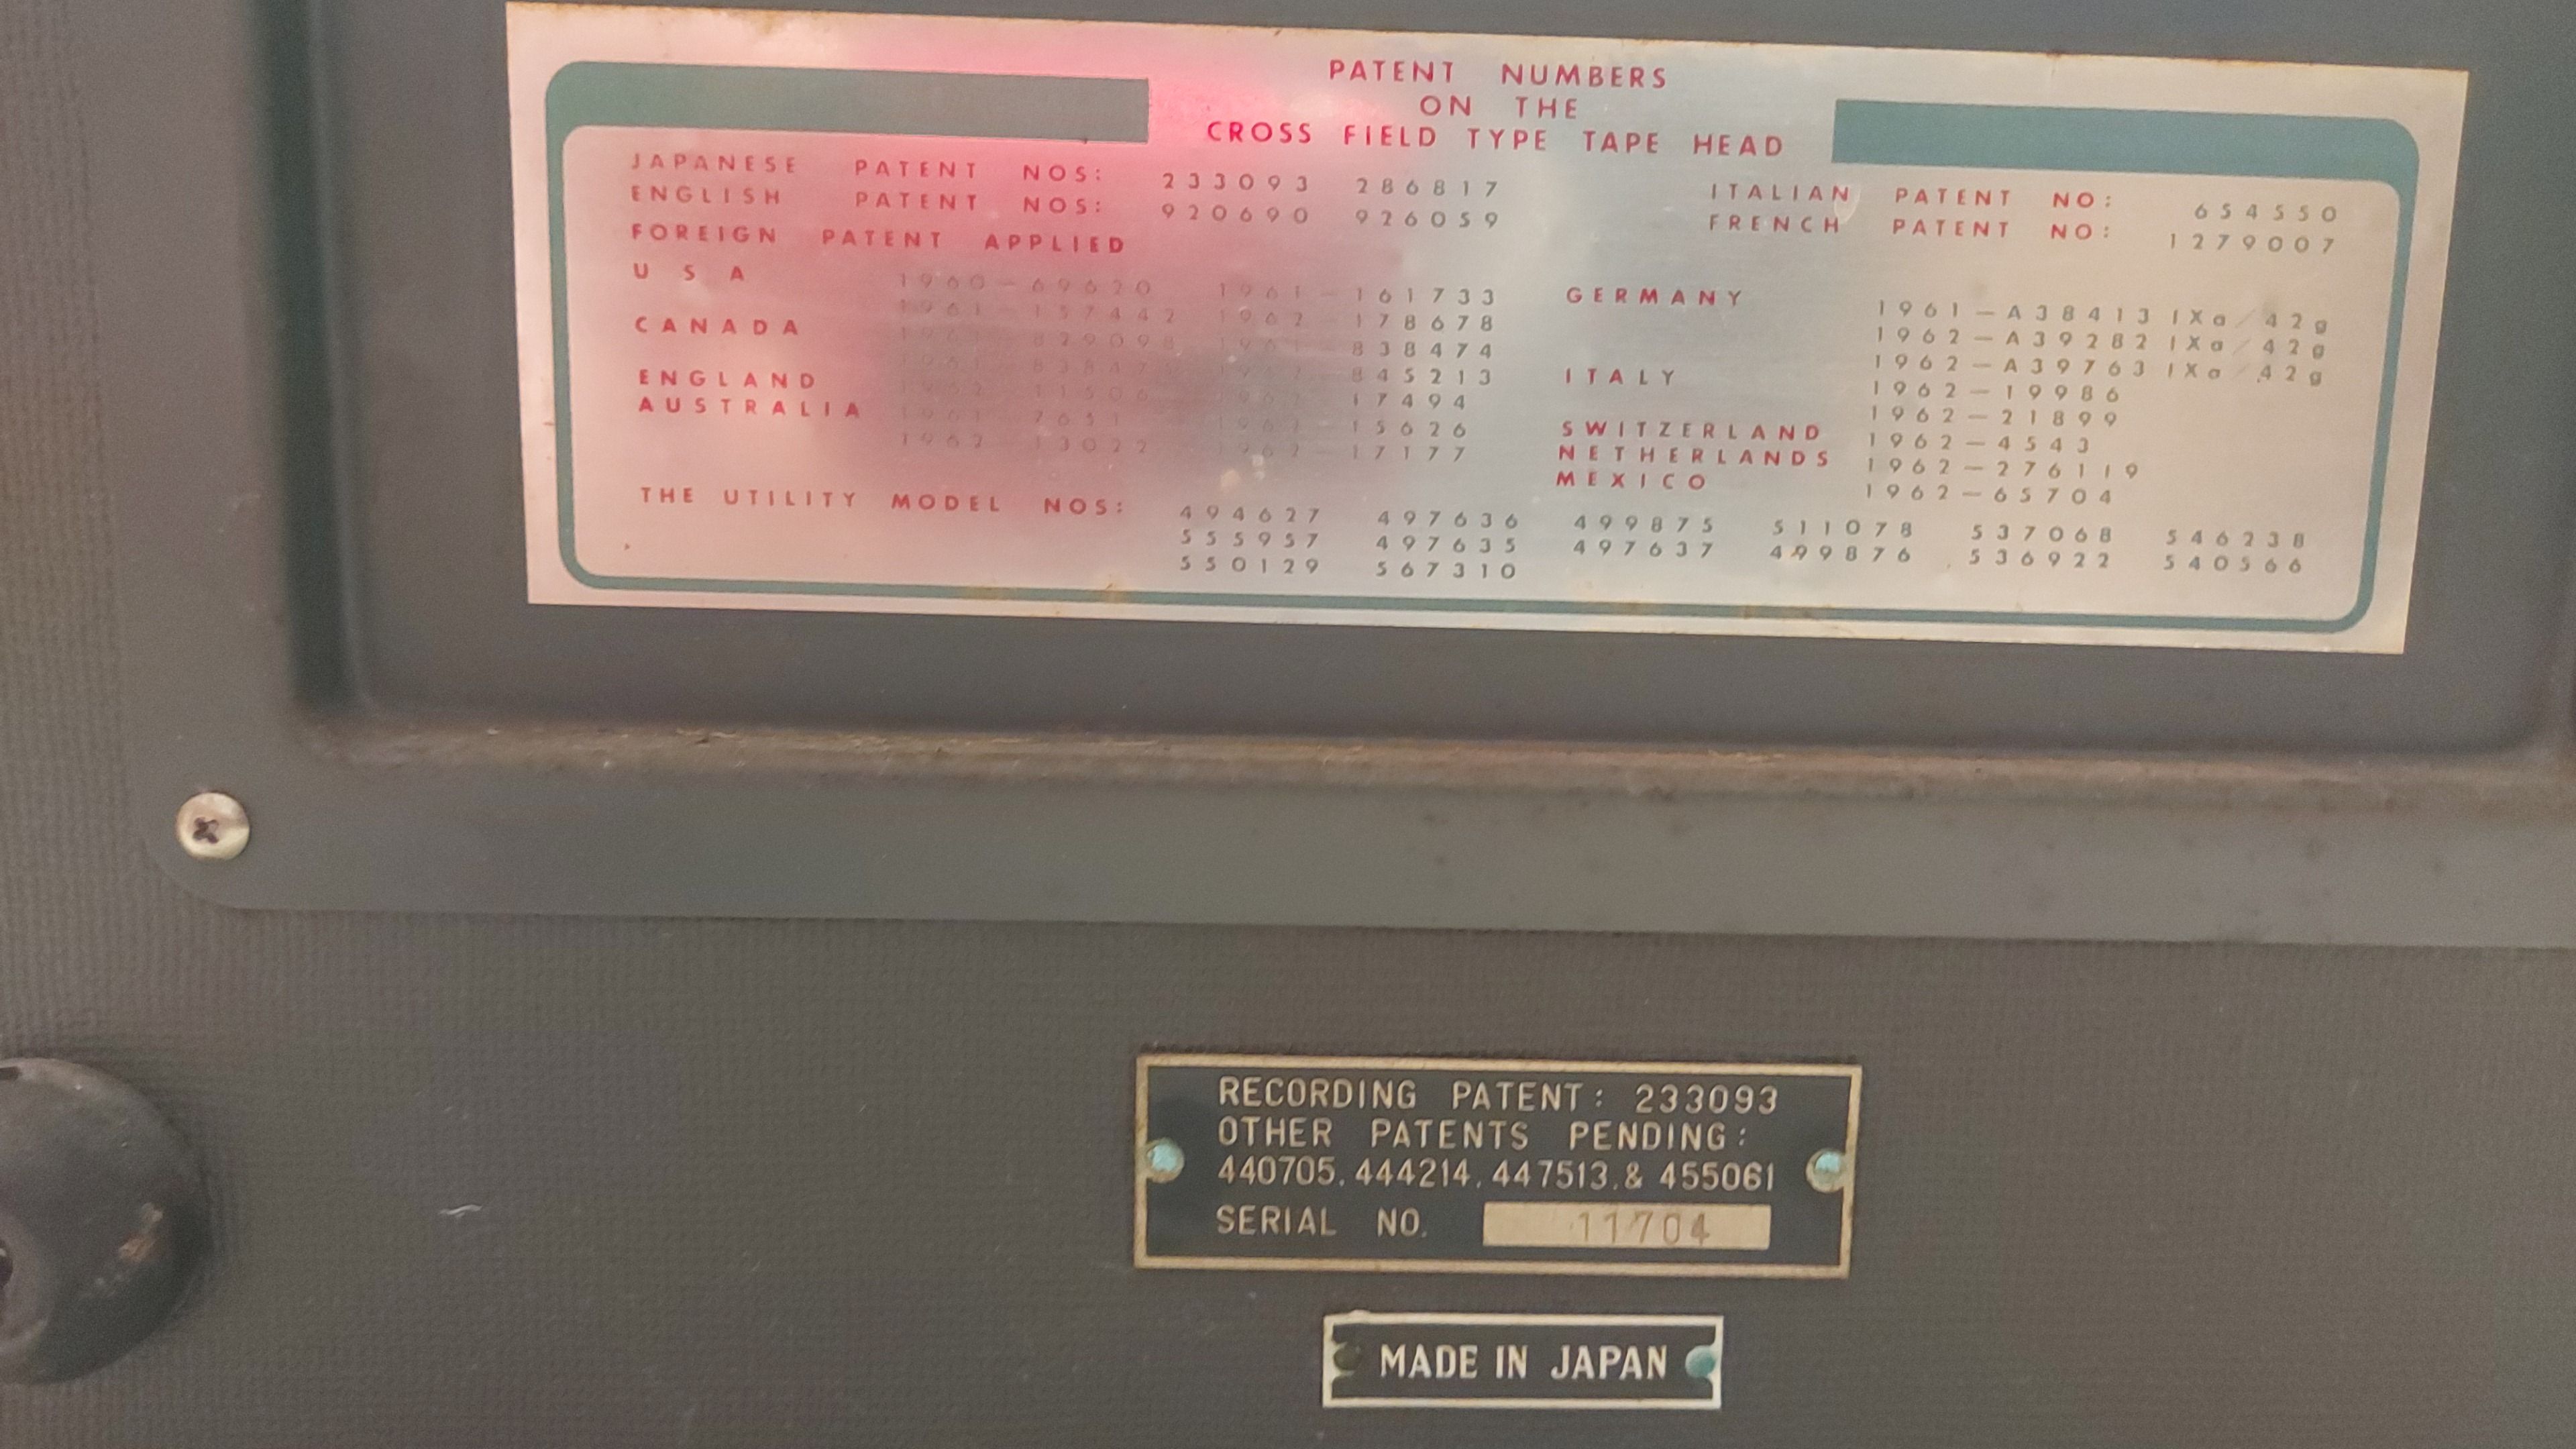 PATENT NUMBERS
ON THE
CROSS FIELD TYPE TAPE HEAD
JAPANESE PATENT NOS: 233093 286817
ENGLISH PATENT NOS: 920690 926059
FOREIGN PATENT APPLIED
ITALIAN PATENT NO: 654550
FRENCH PATENT NO: 1279007
USA 1960-69620 1961-161733
1961-157442 1962-178678
CANADA 838474
845213
ENGLAND 17494
AUSTRALIA 15626
1962 13022 1962-17177
GERMANY 1961-A38413 IXa/42g
1962-A39282 IXa/42g
1962-A39763 IXa/42g
ITALY 1962-19986
1962-21899
SWITZERLAND 1962-4543
NETHERLANDS 1962-276119
MEXICO 1962-65704
THE UTILITY MODEL NOS: 494627 497636 499875 511078 537068 546238
555957 497635 497637 499876 536922 540566
550129 567310
RECORDING PATENT: 233093
OTHER PATENTS PENDING:
440705. 444214. 447513. & 455061
SERIAL NO. 11704
MADE IN JAPAN